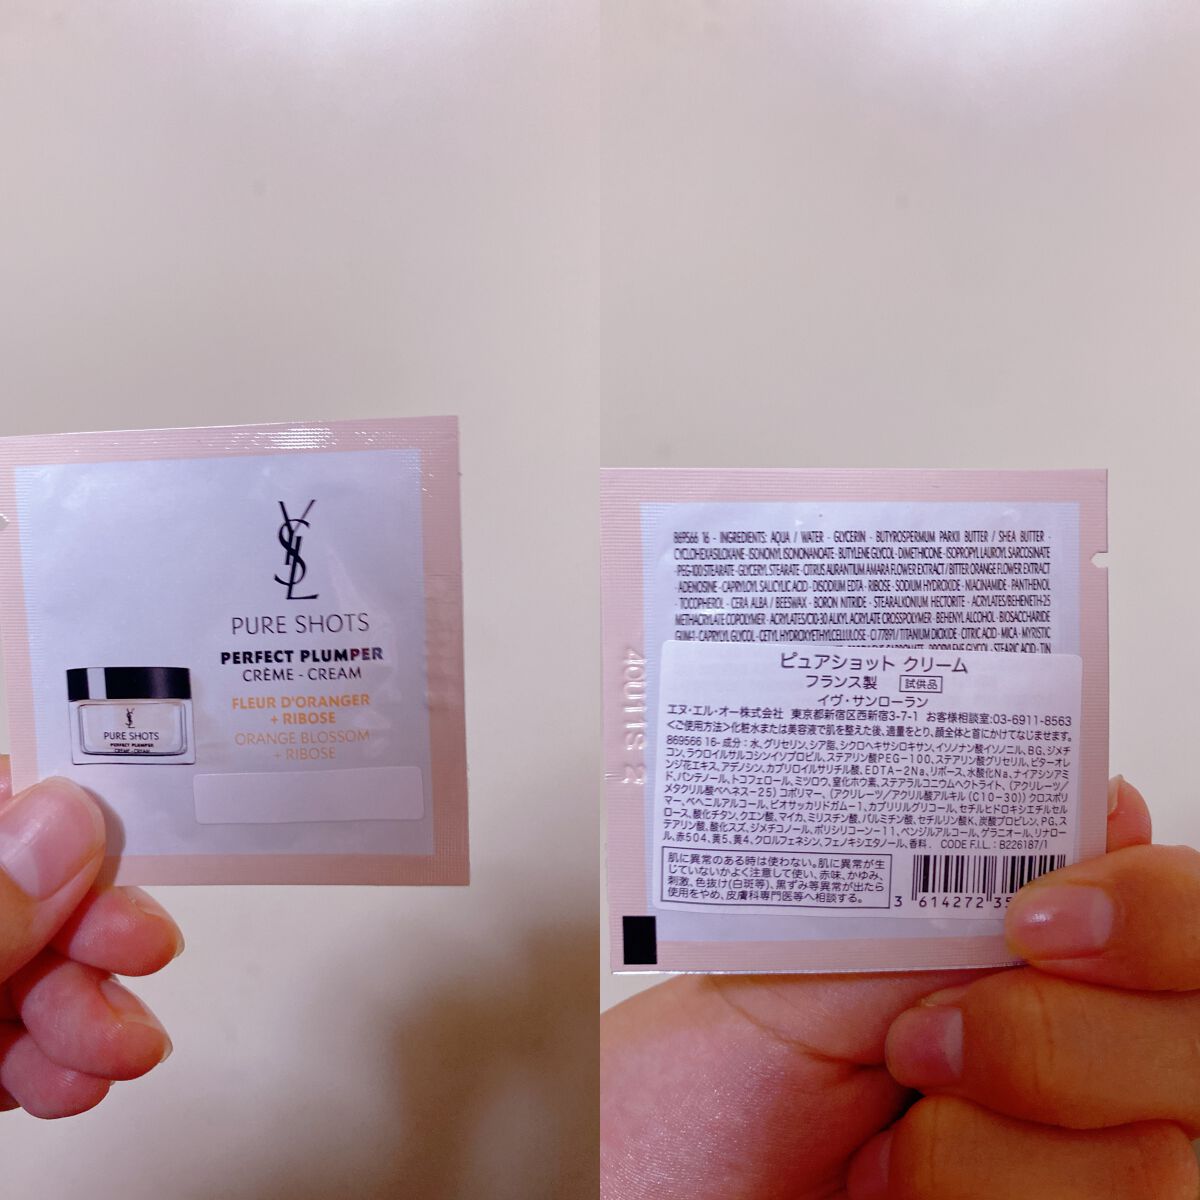 YSL
PURE SHOTS
PERFECT PLUMPER
CRÈME - CREAM
FLEUR D'ORANGER
+ RIBOSE
ORANGE BLOSSOM
+ RIBOSE
YSL
PURE SHOTS
PERFECT PLUMPER
CRÈME - CREAM
869566 16 - INGREDIENTS: AQUA / WATER - GLYCERIN - BUTYROSPERMUM PARKII BUTTER / SHEA BUTTER -
CYCLOHEXASILOXANE - ISONONYL ISONONANOATE - BUTYLENE GLYCOL - DIMETHICONE - ISOPROPYL LAUROYL SARCOSINATE
- PEG-100 STEARATE - GLYCERYL STEARATE - CITRUS AURANTIUM AMARA FLOWER EXTRACT / BITTER ORANGE FLOWER EXTRACT
- ADENOSINE - CAPRYLOYL SALICYLIC ACID - DISODIUM EDTA - RIBOSE - SODIUM HYDROXIDE - NIACINAMIDE - PANTHENOL
- TOCOPHEROL - CERA ALBA / BEESWAX - BORON NITRIDE - STEARALKONIUM HECTORITE - ACRYLATES/BEHENETH-25
METHACRYLATE COPOLYMER - ACRYLATES/C10-30 ALKYL ACRYLATE CROSSPOLYMER - BEHENYL ALCOHOL - BIOSACCHARIDE
GUM-1 - CAPRYLYL GLYCOL - CETYL HYDROXYETHYLCELLULOSE - CI 77891 / TITANIUM DIOXIDE - CITRIC ACID - MICA - MYRISTIC
PROPYLENE GLYCOL - STEARIC ACID - TIN
ピュアショット クリーム
フランス製 試供品
イヴ・サンローラン
エヌ・エル・オー株式会社 東京都新宿区西新宿3-7-1 お客様相談室:03-6911-8563
<ご使用方法>化粧水または美容液で肌を整えた後、適量をとり、顔全体と首にかけてなじませます。
869566 16- 成分 : 水、グリセリン、シア脂、シクロヘキサシロキサン、イソノナン酸イソノニル、BG、ジメチ
コン、ラウロイルサルコシンイソプロピル、ステアリン酸PEG-100、ステアリン酸グリセリル、ビターオレ
ンジ花エキス、アデノシン、カプリロイルサリチル酸、EDTA-2Na、リボース、水酸化Na、ナイアシンアミ
ド、パンテノール、トコフェロール、ミツロウ、窒化ホウ素、ステアラルコニウムヘクトライト、(アクリレーツ/
メタクリル酸ベヘネス-25) コポリマー、(アクリレーツ/アクリル酸アルキル (C10-30)) クロスポリ
マー、ベヘニルアルコール、ビオサッカリドガム-1、カプリリルグリコール、セチルヒドロキシエチルセル
ロース、酸化チタン、クエン酸、マイカ、ミリスチン酸、パルミチン酸、セチルリン酸K、炭酸プロピレン、PG、ス
テアリン酸、酸化スズ、ジメチコノール、ポリシリコーン-11、ベンジルアルコール、ゲラニオール、リナロー
ル、赤504、黄5、黄4、クロルフェネシン、フェノキシエタノール、香料 . CODE F.I.L. : B226187/1
肌に異常のある時は使わない。肌に異常が生
じていないかよく注意して使い、赤味、かゆみ、
刺激、色抜け(白斑等)、黒ずみ等異常が出たら
使用をやめ、皮膚科専門医等へ相談する。
3 614272 35